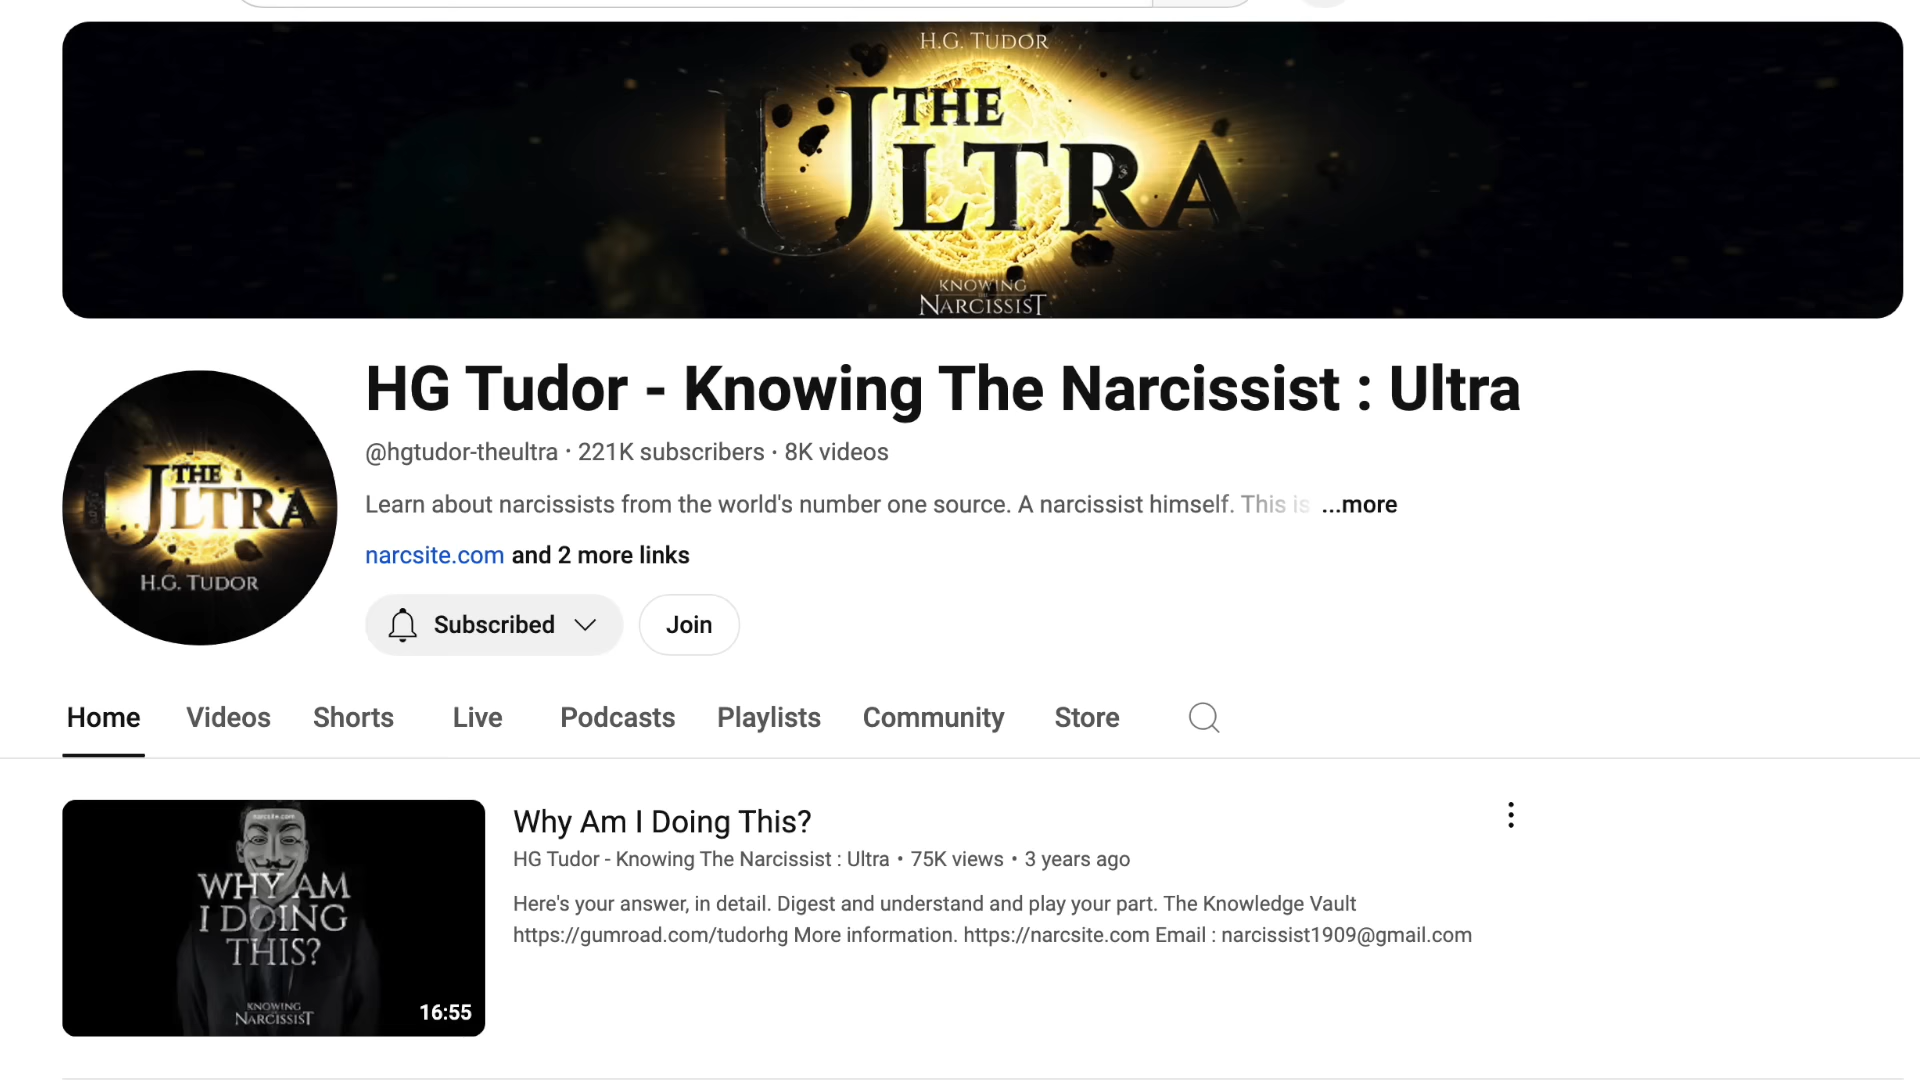 H.G. TUDOR
THE
ULTRA
KNOWING
NARCISSIST
THE
ULTRA
H.G. TUDOR
HG Tudor - Knowing The Narcissist : Ultra
@hgtudor-theultra · 221K subscribers · 8K videos
Learn about narcissists from the world's number one source. A narcissist himself. This is ...more
narcsite.com and 2 more links
Subscribed
Join
Home Videos Shorts Live Podcasts Playlists Community Store
narcsite.com
WHY AM
I DOING
THIS?
KNOWING
NARCISSIST
16:55
Why Am I Doing This?
HG Tudor - Knowing The Narcissist : Ultra • 75K views • 3 years ago
Here's your answer, in detail. Digest and understand and play your part. The Knowledge Vault
https://gumroad.com/tudorhg More information. https://narcsite.com Email : narcissist1909@gmail.com